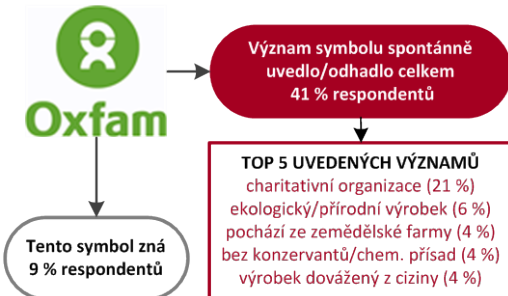 Oxfam
Význam symbolu spontánně
uvedlo/odhadlo celkem
41 % respondentů
Tento symbol zná
9 % respondentů
TOP 5 UVEDENÝCH VÝZNAMŮ
charitativní organizace (21 %)
ekologický/přírodní výrobek (6 %)
pochází ze zemědělské farmy (4 %)
bez konzervantů/chem. přísad (4 %)
výrobek dovážený z ciziny (4 %)